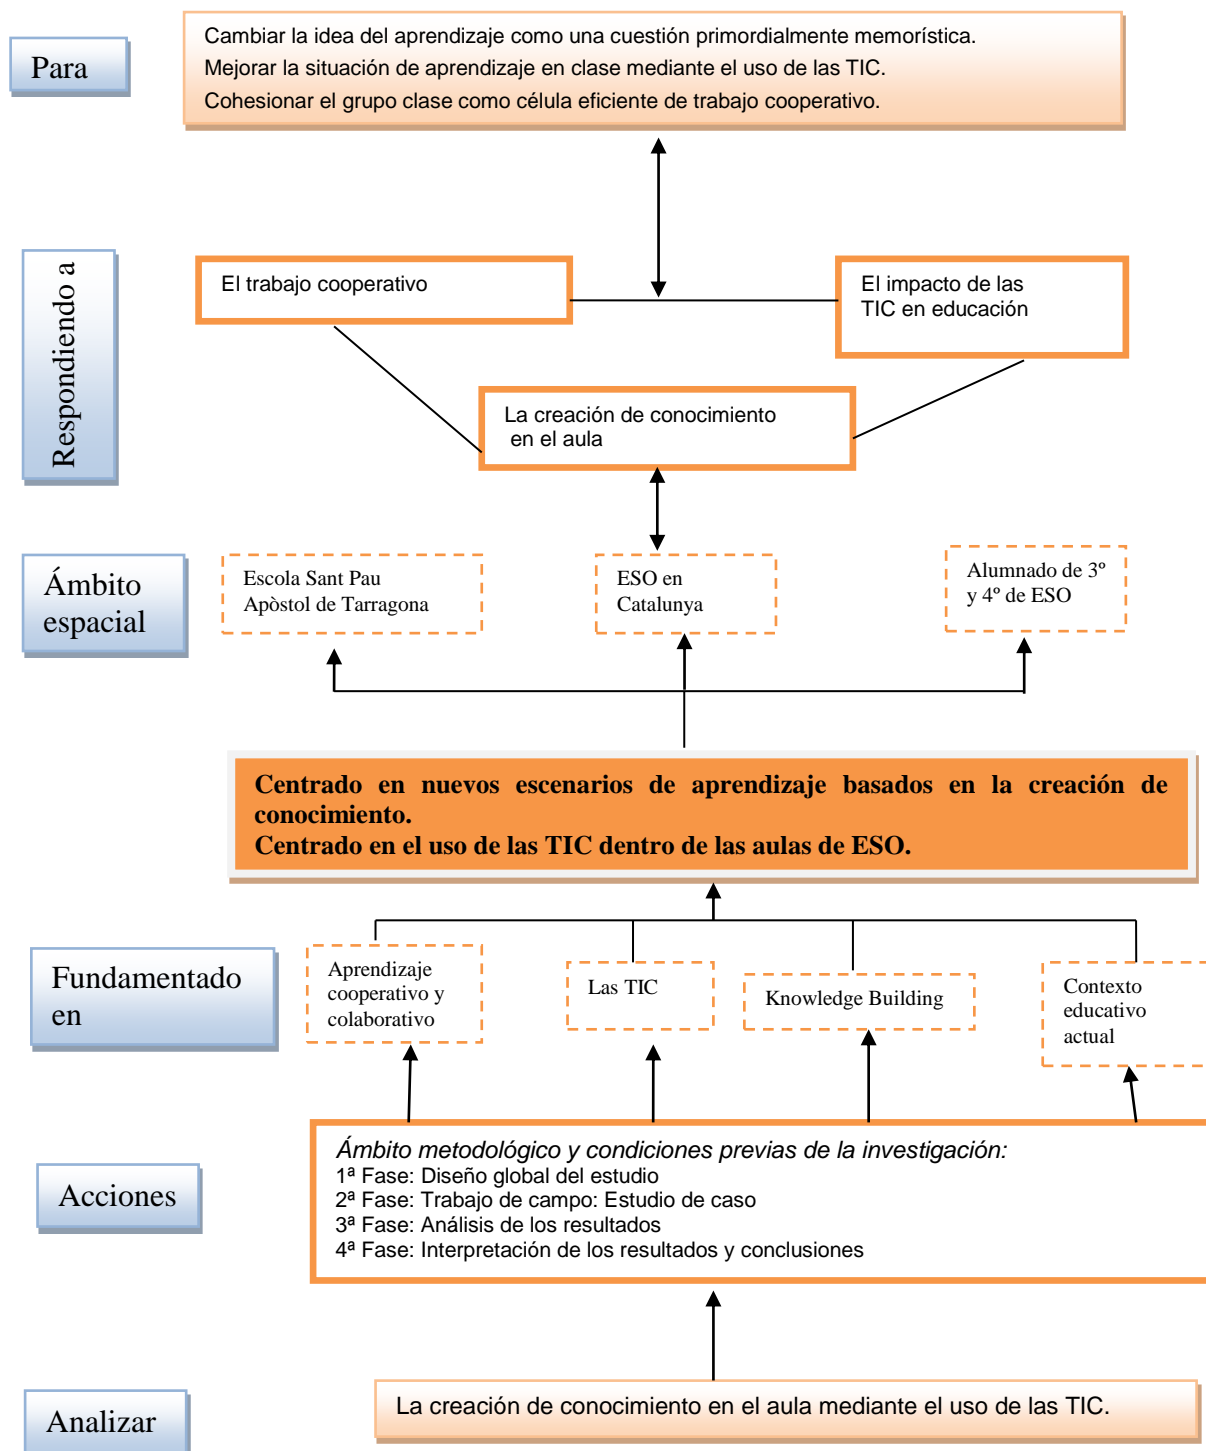 Para
Cambiar la idea del aprendizaje como una cuestión primordialmente memorística.
Mejorar la situación de aprendizaje en clase mediante el uso de las TIC.
Cohesionar el grupo clase como célula eficiente de trabajo cooperativo.
Respondiendo a
El trabajo cooperativo
El impacto de las
TIC en educación
La creación de conocimiento
en el aula
Ámbito
espacial
Escola Sant Pau
Apòstol de Tarragona
ESO en
Catalunya
Alumnado de 3º
y 4º de ESO
Centrado en nuevos escenarios de aprendizaje basados en la creación de
conocimiento.
Centrado en el uso de las TIC dentro de las aulas de ESO.
Fundamentado
en
Aprendizaje
cooperativo y
colaborativo
Las TIC
Knowledge Building
Contexto
educativo
actual
Acciones
Ámbito metodológico y condiciones previas de la investigación:
1ª Fase: Diseño global del estudio
2ª Fase: Trabajo de campo: Estudio de caso
3ª Fase: Análisis de los resultados
4ª Fase: Interpretación de los resultados y conclusiones
Analizar
La creación de conocimiento en el aula mediante el uso de las TIC.